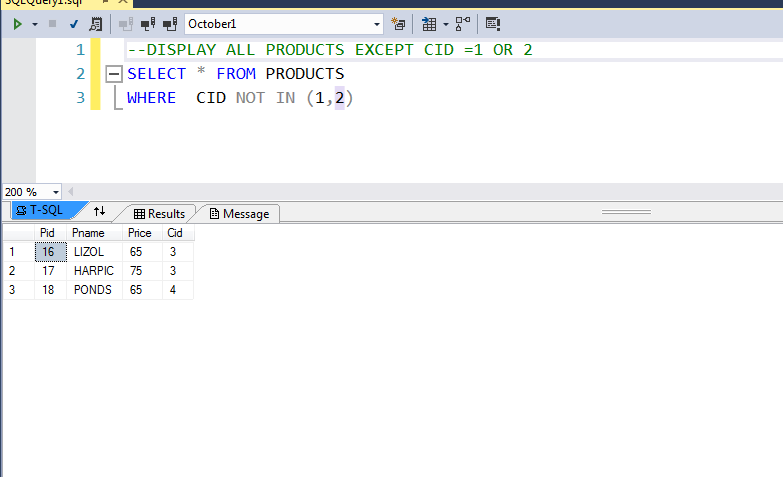 SQLQuery1.sql
October1
1 --DISPLAY ALL PRODUCTS EXCEPT CID =1 OR 2
2 SELECT * FROM PRODUCTS
3 WHERE  CID NOT IN (1,2)
200 %
T-SQL Results Message
Pid Pname Price Cid
1 16 LIZOL 65 3
2 17 HARPIC 75 3
3 18 PONDS 65 4